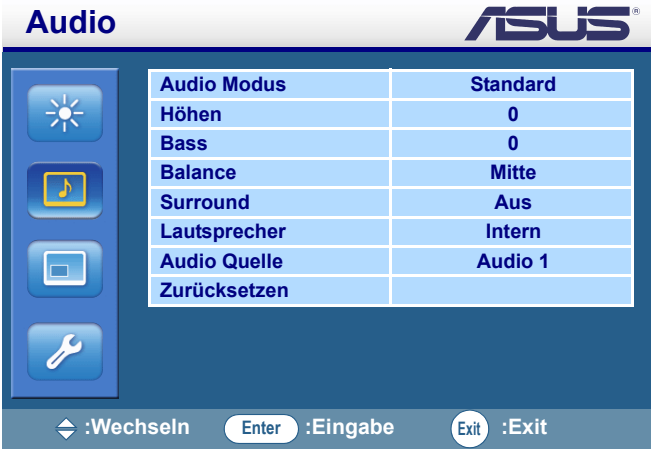 Audio
ASUS®
Audio Modus Standard
Höhen 0
Bass 0
Balance Mitte
Surround Aus
Lautsprecher Intern
Audio Quelle Audio 1
Zurücksetzen
:Wechseln Enter :Eingabe Exit :Exit